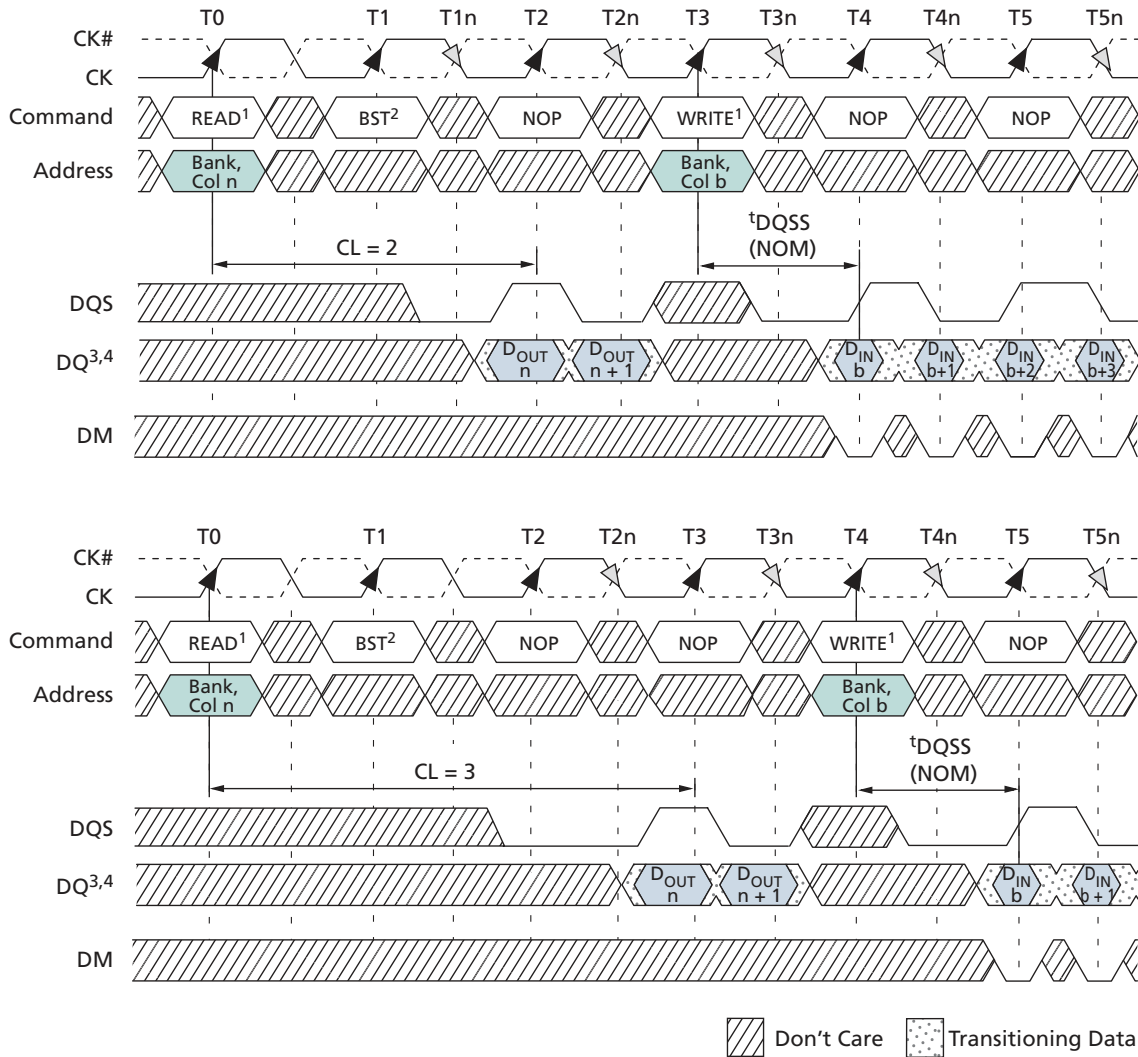 T0 T1 T1n T2 T2n T3 T3n T4 T4n T5 T5n
CK#
CK
Command READ¹ BST² NOP WRITE¹ NOP NOP
Address Bank, Col n Bank, Col b
CL = 2 tDQSS (NOM)
DQS
DQ³,⁴ DOUT n DOUT n + 1 DIN b DIN b+1 DIN b+2 DIN b+3
DM
T0 T1 T2 T2n T3 T3n T4 T4n T5 T5n
CK#
CK
Command READ¹ BST² NOP NOP WRITE¹ NOP
Address Bank, Col n Bank, Col b
CL = 3 tDQSS (NOM)
DQS
DQ³,⁴ DOUT n DOUT n + 1 DIN b DIN b + 1
DM
Don't Care Transitioning Data